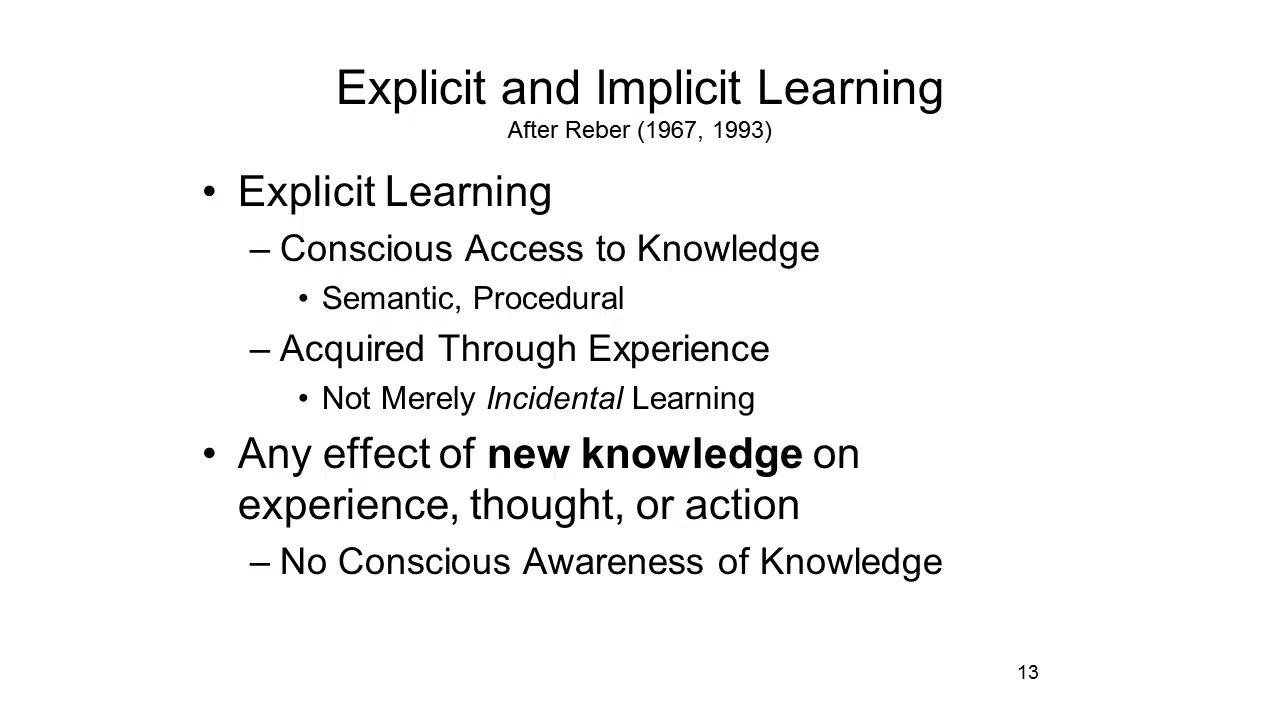 Explicit and Implicit Learning
After Reber (1967, 1993)
• Explicit Learning
– Conscious Access to Knowledge
• Semantic, Procedural
– Acquired Through Experience
• Not Merely Incidental Learning
• Any effect of new knowledge on
experience, thought, or action
– No Conscious Awareness of Knowledge
13